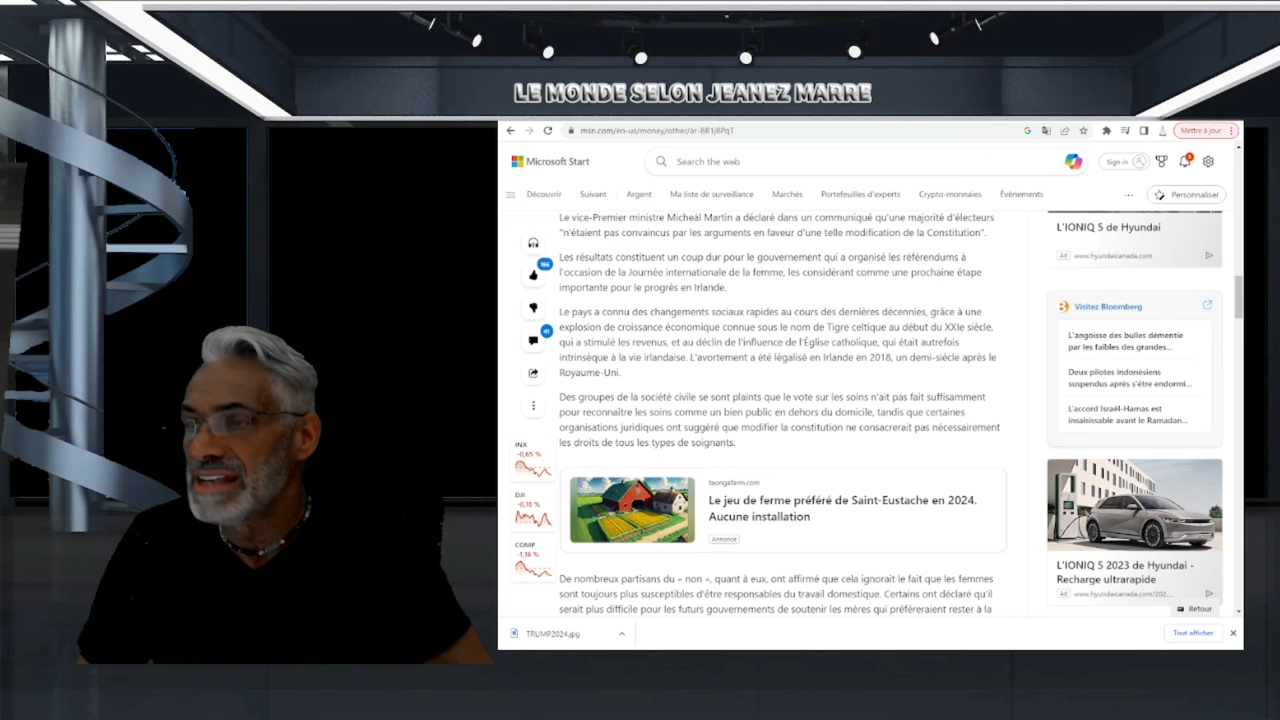 LE MONDE SELON JEANEZ MARRE
msn.com/en-us/money/other/ar-BB1jBPqT
Mettre à jour
Microsoft Start
Search the web
Sign in
Découvrir
Suivant
Argent
Ma liste de surveillance
Marchés
Portefeuilles d'experts
Crypto-monnaies
Évènements
Personnaliser
Le vice-Premier ministre Micheál Martin a déclaré dans un communiqué qu'une majorité d'électeurs
"n'étaient pas convaincus par les arguments en faveur d'une telle modification de la Constitution".
Les résultats constituent un coup dur pour le gouvernement qui a organisé les référendums à
l'occasion de la Journée internationale de la femme, les considérant comme une prochaine étape
importante pour le progrès en Irlande.
Le pays a connu des changements sociaux rapides au cours des dernières décennies, grâce à une
explosion de croissance économique connue sous le nom de Tigre celtique au début du XXIe siècle,
qui a stimulé les revenus, et au déclin de l'influence de l'Église catholique, qui était autrefois
intrinsèque à la vie irlandaise. L'avortement a été légalisé en Irlande en 2018, un demi-siècle après le
Royaume-Uni.
Des groupes de la société civile se sont plaints que le vote sur les soins n'ait pas fait suffisamment
pour reconnaître les soins comme un bien public en dehors du domicile, tandis que certaines
organisations juridiques ont suggéré que modifier la constitution ne consacrerait pas nécessairement
les droits de tous les types de soignants.
166
41
INX
-0,65 %
DJI
-0,18 %
COMP
-1,16 %
taongafarm.com
Le jeu de ferme préféré de Saint-Eustache en 2024.
Aucune installation
Annonce
De nombreux partisans du « non », quant à eux, ont affirmé que cela ignorait le fait que les femmes
sont toujours plus susceptibles d'être responsables du travail domestique. Certains ont déclaré qu'il
serait plus difficile pour les futurs gouvernements de soutenir les mères qui préféreraient rester à la
L'IONIQ 5 de Hyundai
Ad www.hyundaicanada.com
Visitez Bloomberg
L'angoisse des bulles démentie
par les faibles des grandes...
Deux pilotes indonésiens
suspendus après s'être endormi...
L'accord Israël-Hamas est
insaisissable avant le Ramadan...
L'IONIQ 5 2023 de Hyundai -
Recharge ultrarapide
Ad www.hyundaicanada.com/202...
Retour
TRUMP2024.jpg
Tout afficher